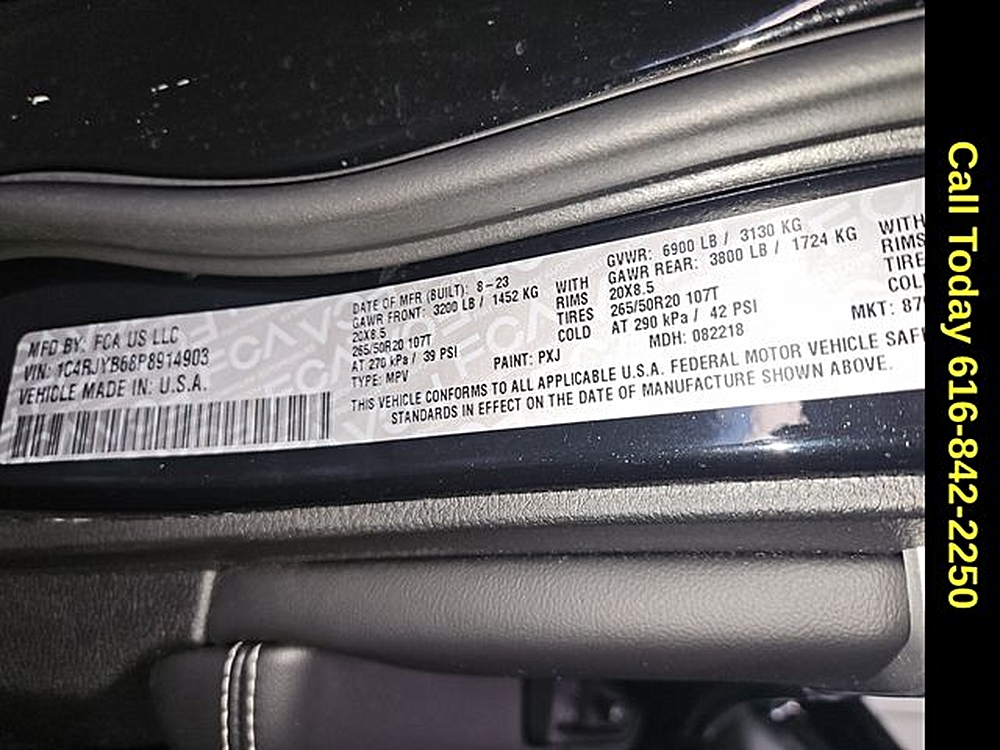 MFD BY: FCA US LLC
VIN: 1C4RJYB68P8914903
VEHICLE MADE IN: U.S.A.
DATE OF MFR (BUILT): 8-23
GAWR FRONT: 3200 LB / 1452 KG
20X8.5
265/50R20 107T
AT 270 kPa / 39 PSI
TYPE: MPV
WITH
RIMS
TIRES
COLD
PAINT: PXJ
GVWR: 6900 LB / 3130 KG
GAWR REAR: 3800 LB / 1724 KG
20X8.5
265/50R20 107T
AT 290 kPa / 42 PSI
MDH: 082218
WITH
RIMS
TIRE
COL
MKT: 87
THIS VEHICLE CONFORMS TO ALL APPLICABLE U.S.A. FEDERAL MOTOR VEHICLE SAFE
STANDARDS IN EFFECT ON THE DATE OF MANUFACTURE SHOWN ABOVE.
Call Today 616-842-2250